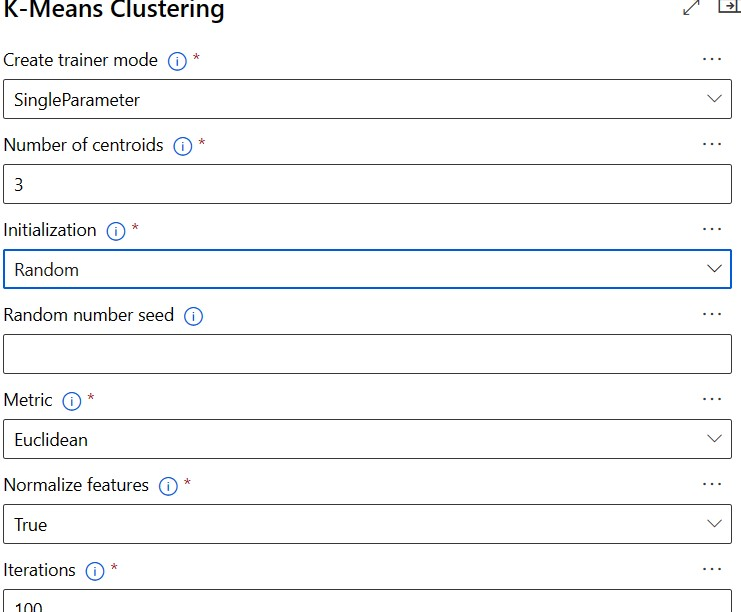 K-Means Clustering
Create trainer mode i *
SingleParameter
Number of centroids i *
3
Initialization i *
Random
Random number seed i
Metric i *
Euclidean
Normalize features i *
True
Iterations i *
100